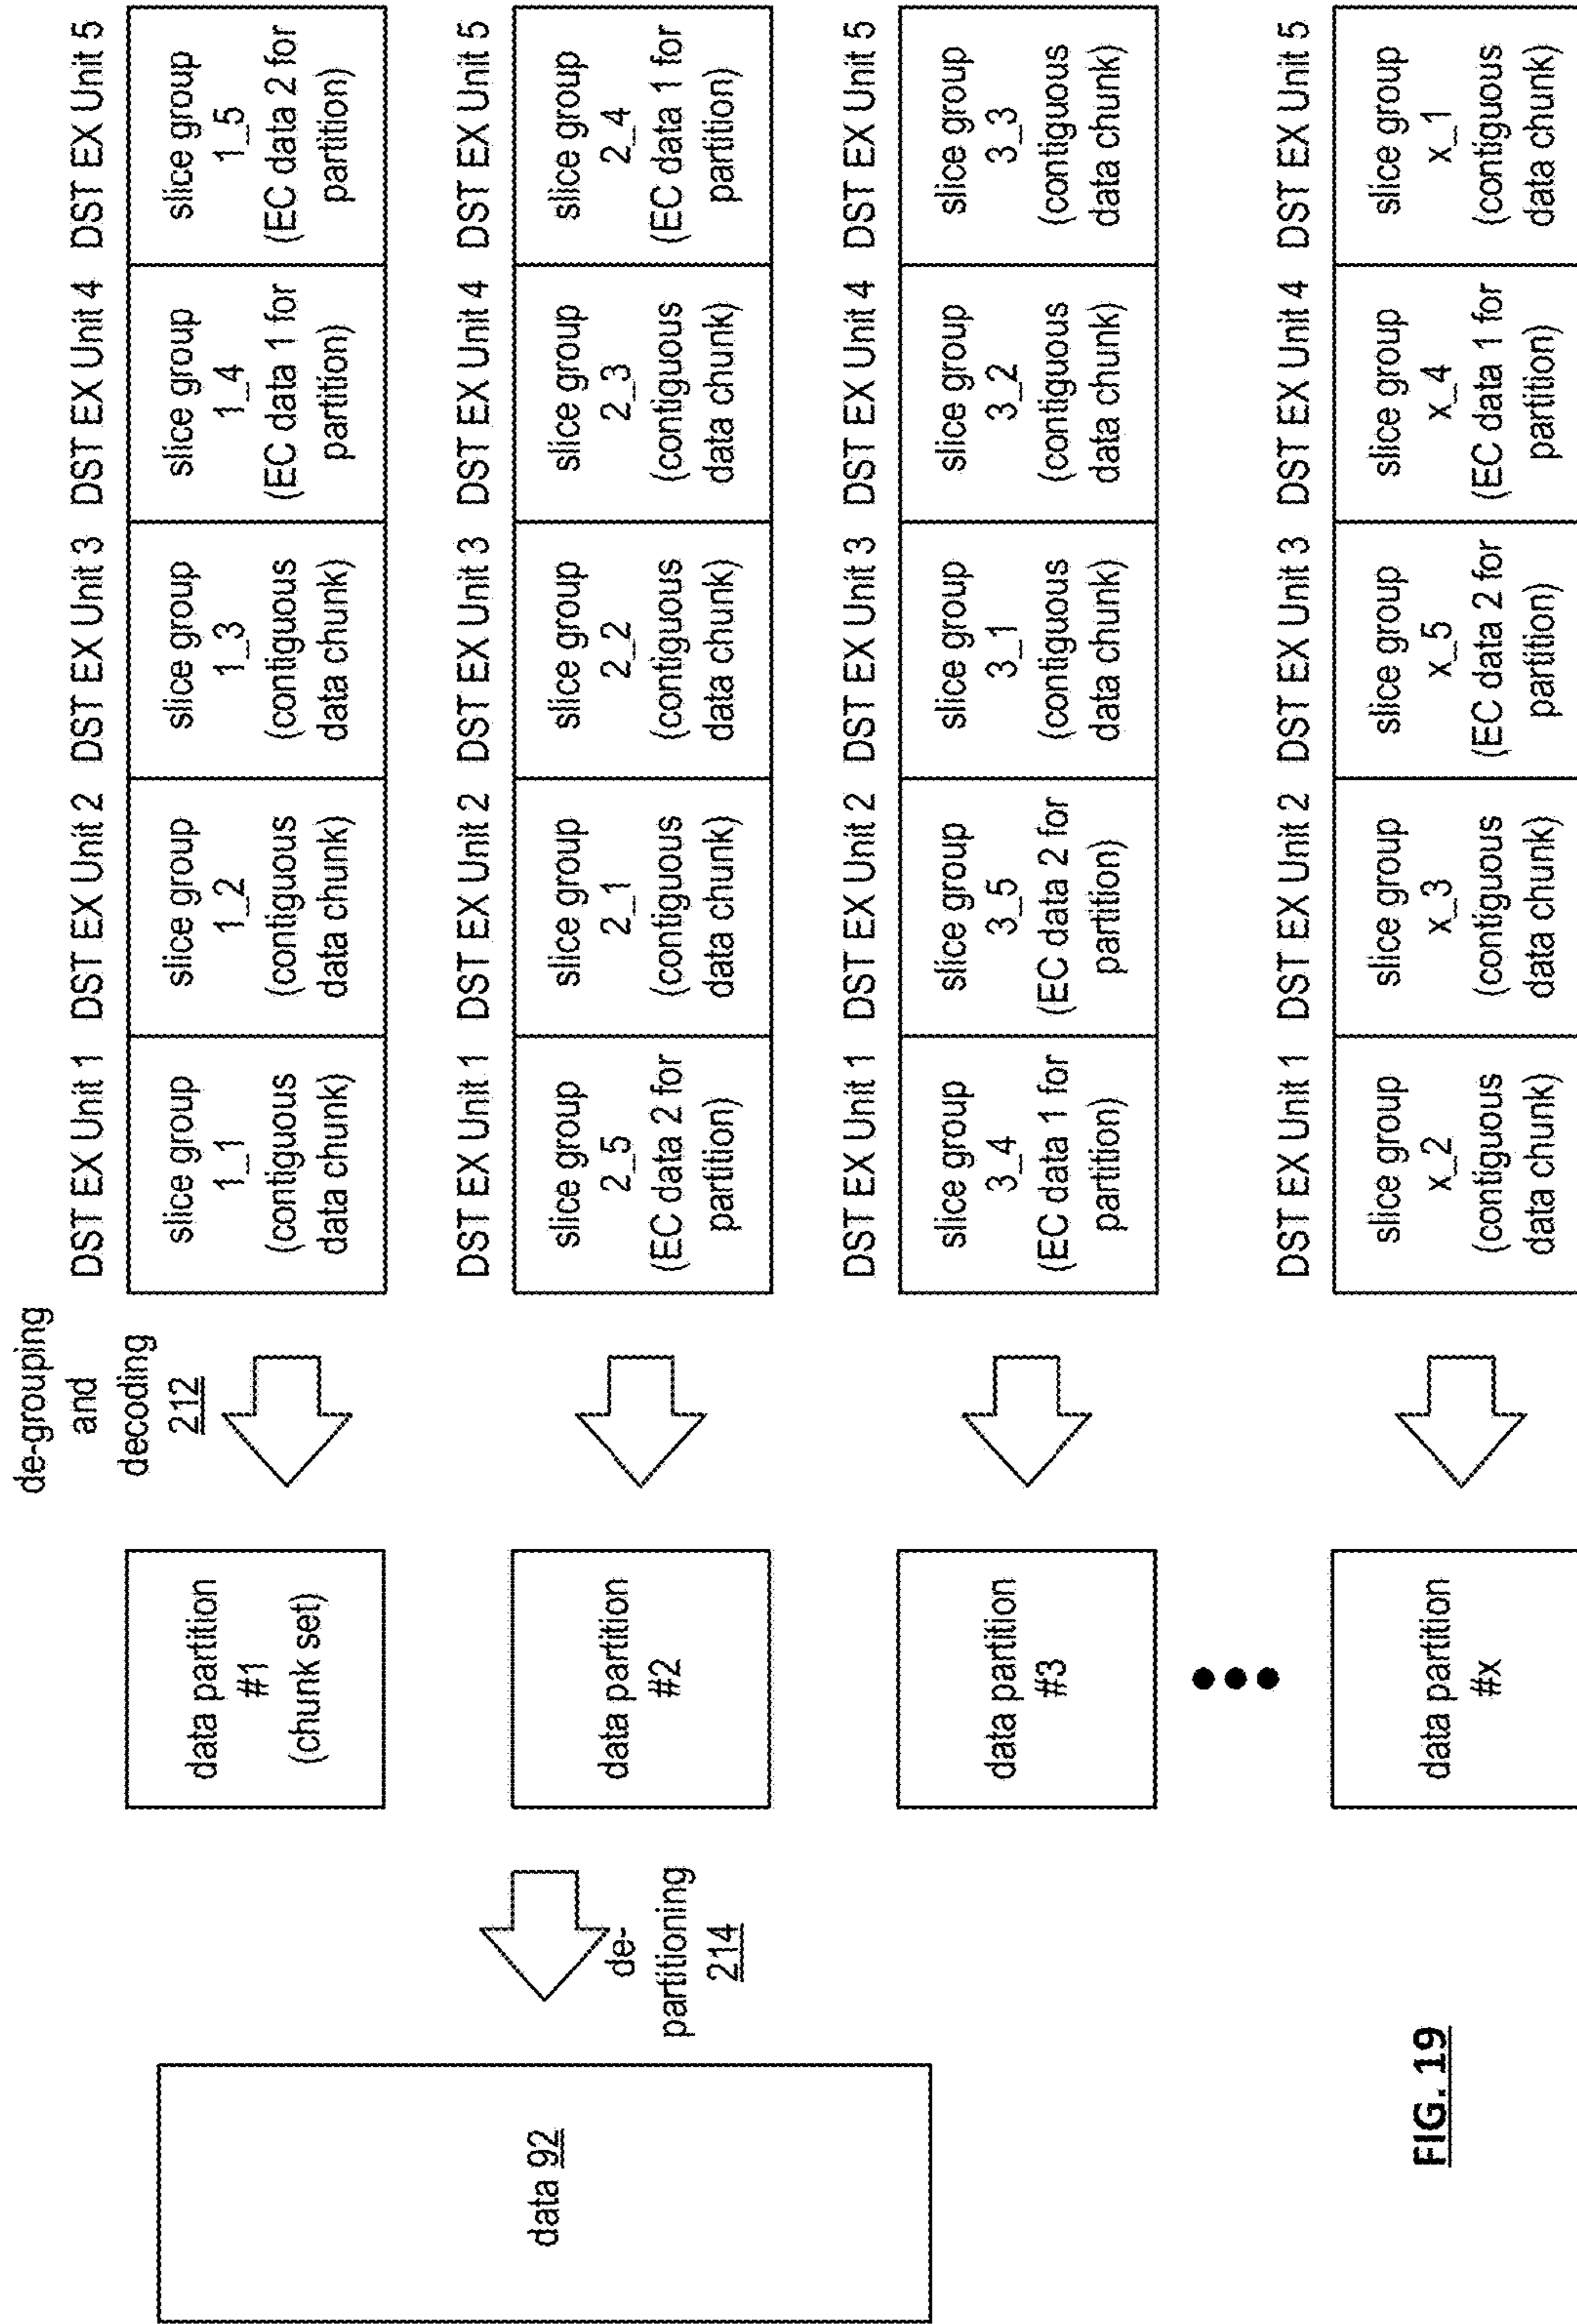 de-grouping
and
decoding
212
DST EX Unit 1 DST EX Unit 2 DST EX Unit 3 DST EX Unit 4 DST EX Unit 5
data 92
de-
partitioning
214
data partition
#1
(chunk set)
slice group
1_1
(contiguous
data chunk)
slice group
1_2
(contiguous
data chunk)
slice group
1_3
(contiguous
data chunk)
slice group
1_4
(EC data 1 for
partition)
slice group
1_5
(EC data 2 for
partition)
DST EX Unit 1 DST EX Unit 2 DST EX Unit 3 DST EX Unit 4 DST EX Unit 5
data partition
#2
slice group
2_5
(EC data 2 for
partition)
slice group
2_1
(contiguous
data chunk)
slice group
2_2
(contiguous
data chunk)
slice group
2_3
(contiguous
data chunk)
slice group
2_4
(EC data 1 for
partition)
DST EX Unit 1 DST EX Unit 2 DST EX Unit 3 DST EX Unit 4 DST EX Unit 5
data partition
#3
slice group
3_4
(EC data 1 for
partition)
slice group
3_5
(EC data 2 for
partition)
slice group
3_1
(contiguous
data chunk)
slice group
3_2
(contiguous
data chunk)
slice group
3_3
(contiguous
data chunk)
DST EX Unit 1 DST EX Unit 2 DST EX Unit 3 DST EX Unit 4 DST EX Unit 5
data partition
#x
slice group
x_2
(contiguous
data chunk)
slice group
x_3
(contiguous
data chunk)
slice group
x_5
(EC data 2 for
partition)
slice group
x_4
(EC data 1 for
partition)
slice group
x_1
(contiguous
data chunk)
FIG. 19